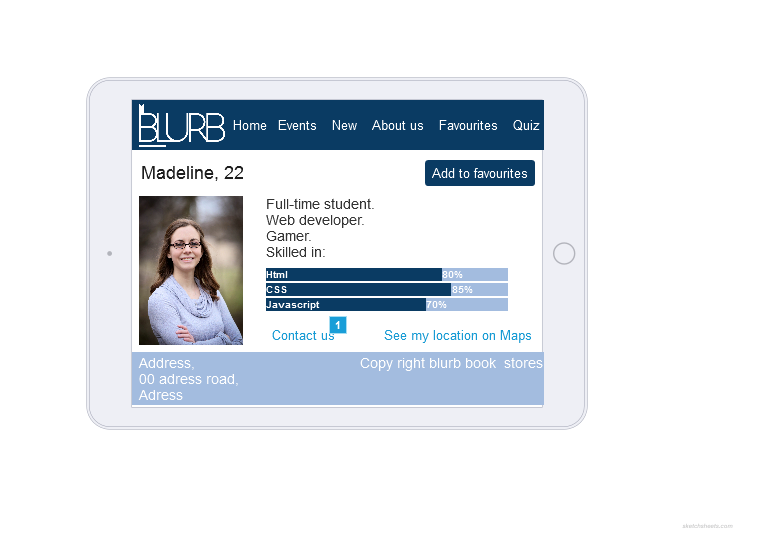 BLURB
Home Events New About us Favourites Quiz
Madeline, 22
Add to favourites
Full-time student.
Web developer.
Gamer.
Skilled in:
Html 80%
CSS 85%
Javascript 70%
1
Contact us
See my location on Maps
Address,
00 adress road,
Adress
Copy right blurb book stores
sketchsheets.com